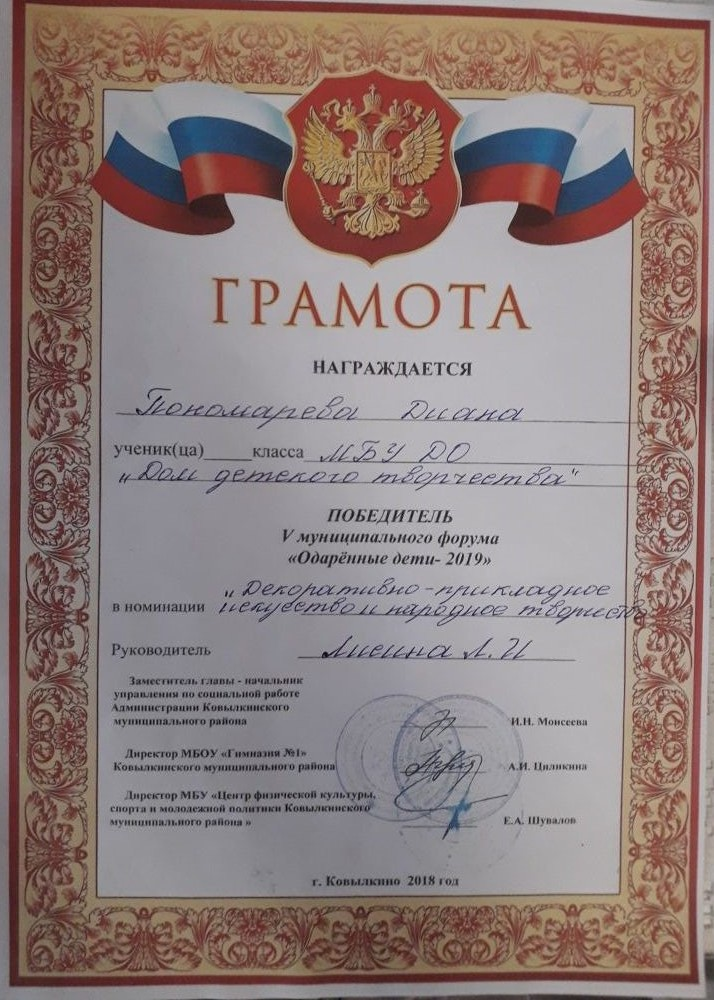 ГРАМОТА
НАГРАЖДАЕТСЯ
Пономарева Диана
ученик(ца)_____класса МБУ ДО
"Дом детского творчества"
ПОБЕДИТЕЛЬ
V муниципального форума
«Одарённые дети- 2019»
"Декоративно-прикладное
в номинации искусство и народное творчество
Руководитель Лисина Л.И
Заместитель главы - начальник
управления по социальной работе
Администрации Ковылкинского
муниципального района И.Н. Моисеева
Директор МБОУ «Гимназия №1»
Ковылкинского муниципального района А.И. Циликина
Директор МБУ «Центр физической культуры,
спорта и молодежной политики Ковылкинского
муниципального района » Е.А. Шувалов
г. Ковылкино 2018 год